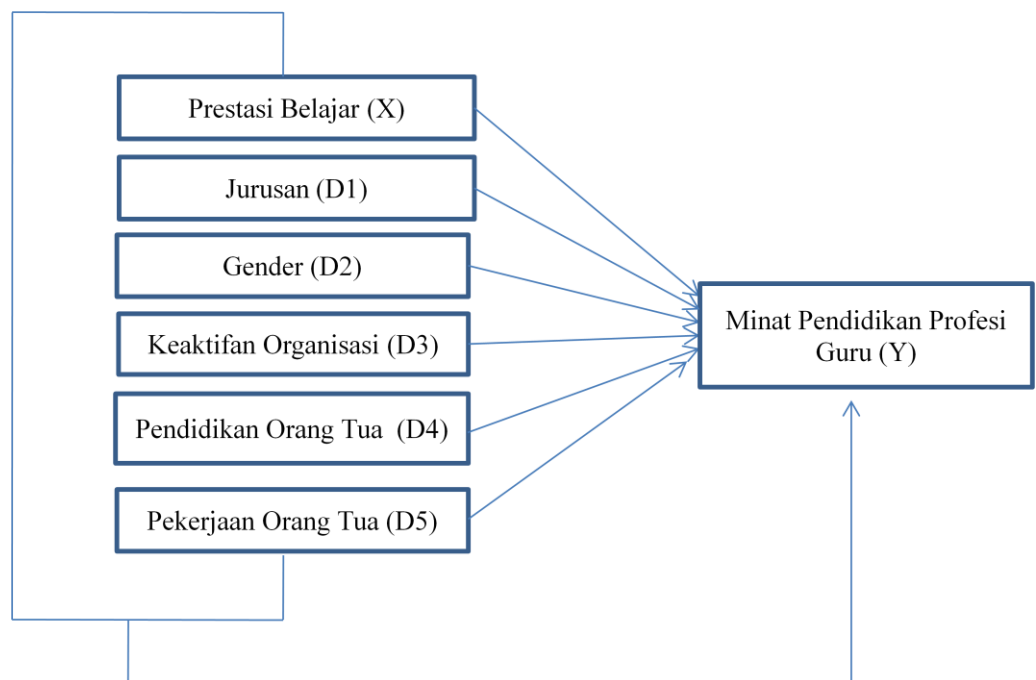 Prestasi Belajar (X)
Jurusan (D1)
Gender (D2)
Keaktifan Organisasi (D3)
Pendidikan Orang Tua (D4)
Pekerjaan Orang Tua (D5)
Minat Pendidikan Profesi
Guru (Y)